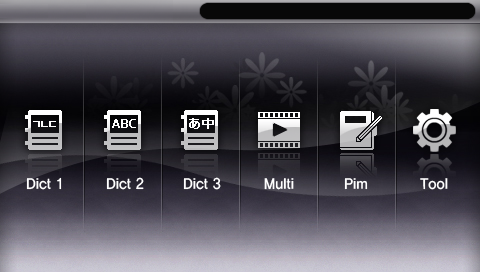 ㄱㄴㄷ
ABC
あ中
Dict 1
Dict 2
Dict 3
Multi
Pim
Tool